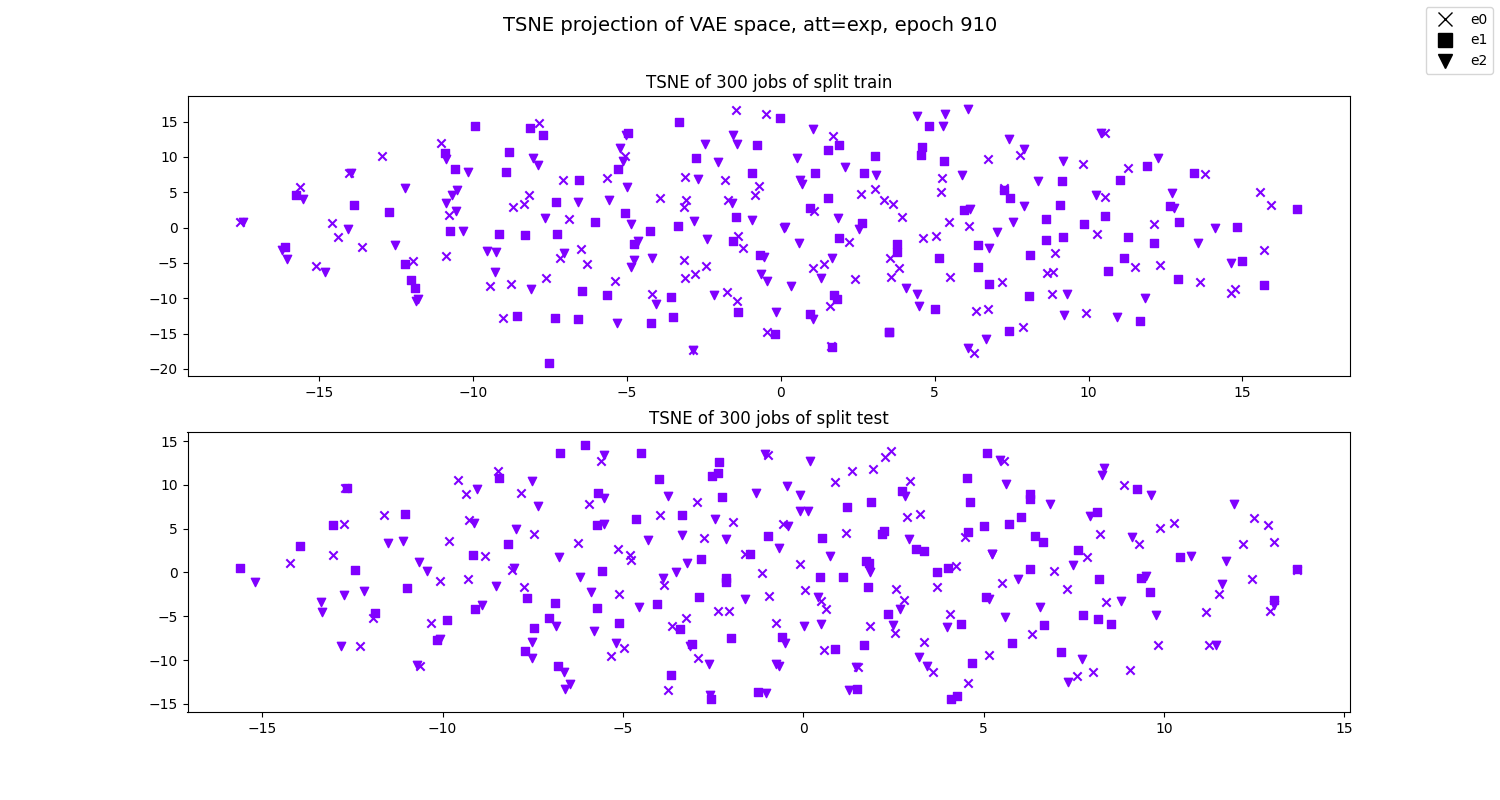 TSNE projection of VAE space, att=exp, epoch 910
e0
e1
e2
TSNE of 300 jobs of split train
15
10
5
0
−5
−10
−15
−20
−15 −10 −5 0 5 10 15
TSNE of 300 jobs of split test
15
10
5
0
−5
−10
−15
−15 −10 −5 0 5 10 15